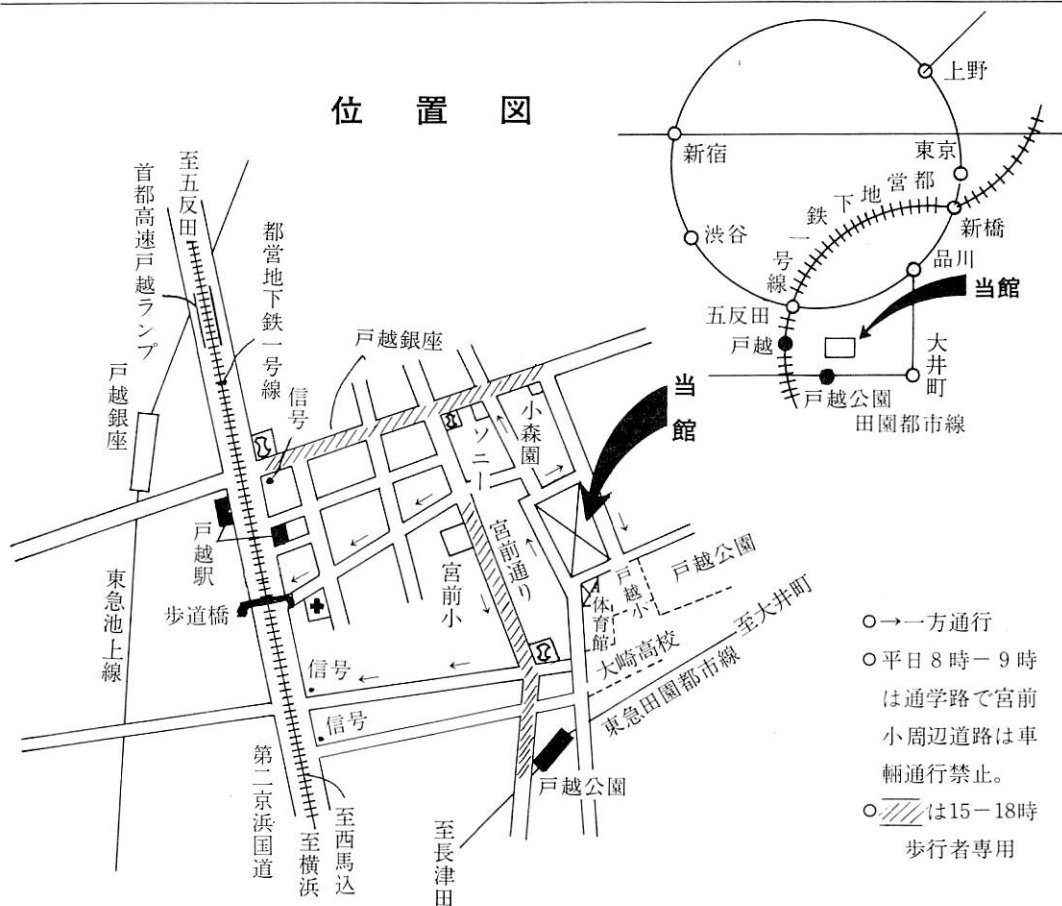 位置図
上野
新宿
東京
都営地下鉄一号線
新橋
渋谷
品川
当館
五反田
戸越
大井町
戸越公園
田園都市線
至五反田
首都高速戸越ランプ
都営地下鉄一号線
戸越銀座
信号
戸越銀座
小森園
ソニー
当館
戸越駅
宮前通り
宮前小
歩道橋
東急池上線
体育館
戸越小
戸越公園
大崎高校
至大井町
東急田園都市線
信号
信号
戸越公園
第二京浜国道
至横浜
至西馬込
至長津田
○→一方通行
○平日8時−9時
は通学路で宮前
小周辺道路は車
輛通行禁止。
○は15−18時
歩行者専用